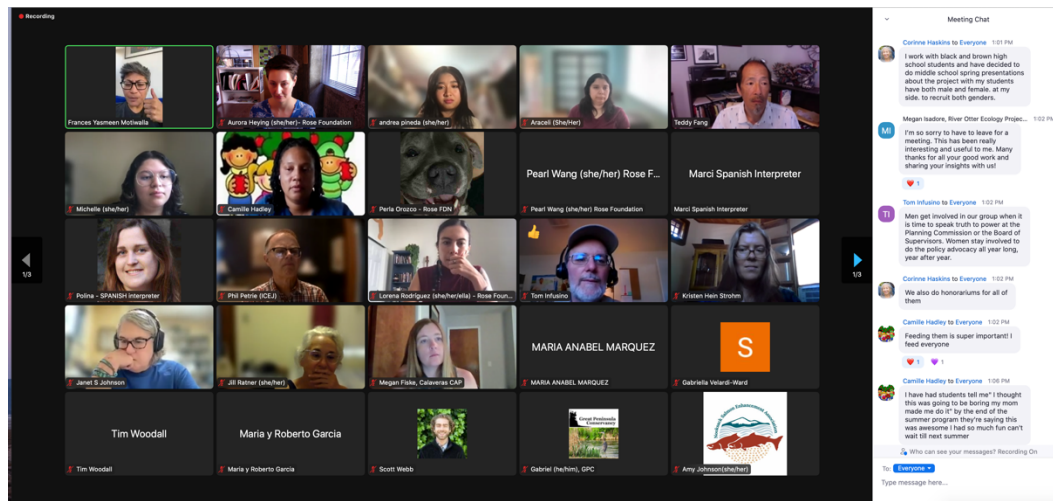 Recording
Frances Yasmeen Motiwalla
Aurora Heying (she/her)- Rose Foundation
andrea pineda (she/her)
Araceli (She/Her)
Teddy Fang
Michelle (she/her)
Camille Hadley
Perla Orozco - Rose FDN
Pearl Wang (she/her) Rose F...
Pearl Wang (she/her) Rose Foundation
Marci Spanish Interpreter
Marci Spanish Interpreter
1/3
1/3
Polina - SPANISH interpreter
Phil Petrie (ICEJ)
Lorena Rodríguez (she/her/ella) - Rose Foun...
Tom Infusino
Kristen Hein Strohm
Janet S Johnson
Jill Ratner (she/her)
Megan Fiske, Calaveras CAP
MARIA ANABEL MARQUEZ
MARIA ANABEL MARQUEZ
S
Gabriella Velardi-Ward
Tim Woodall
Tim Woodall
Maria y Roberto Garcia
Maria y Roberto Garcia
Scott Webb
Great Peninsula
Conservancy
Gabriel (he/him), GPC
Amy Johnson(she/her)
Meeting Chat
Corinne Haskins to Everyone 1:01 PM
I work with black and brown high
school students and have decided to
do middle school spring presentations
about the project with my students
have both male and female. at my
side. to recruit both genders.
Megan Isadore, River Otter Ecology Projec... 1:02 PM
MI
I'm so sorry to have to leave for a
meeting. This has been really
interesting and useful to me. Many
thanks for all your good work and
sharing your insights with us!
1
Tom Infusino to Everyone 1:02 PM
TI
Men get involved in our group when it
is time to speak truth to power at the
Planning Commission or the Board of
Supervisors. Women stay involved to
do the policy advocacy all year long,
year after year.
Corinne Haskins to Everyone 1:02 PM
We also do honorariums for all of
them
Camille Hadley to Everyone 1:02 PM
Feeding them is super important! I
feed everyone
1 1
Camille Hadley to Everyone 1:06 PM
I have had students tell me" I thought
this was going to be boring my mom
made me do it" by the end of the
summer program they're saying this
was awesome I had so much fun can't
wait till next summer
Who can see your messages? Recording On
To: Everyone
Type message here...